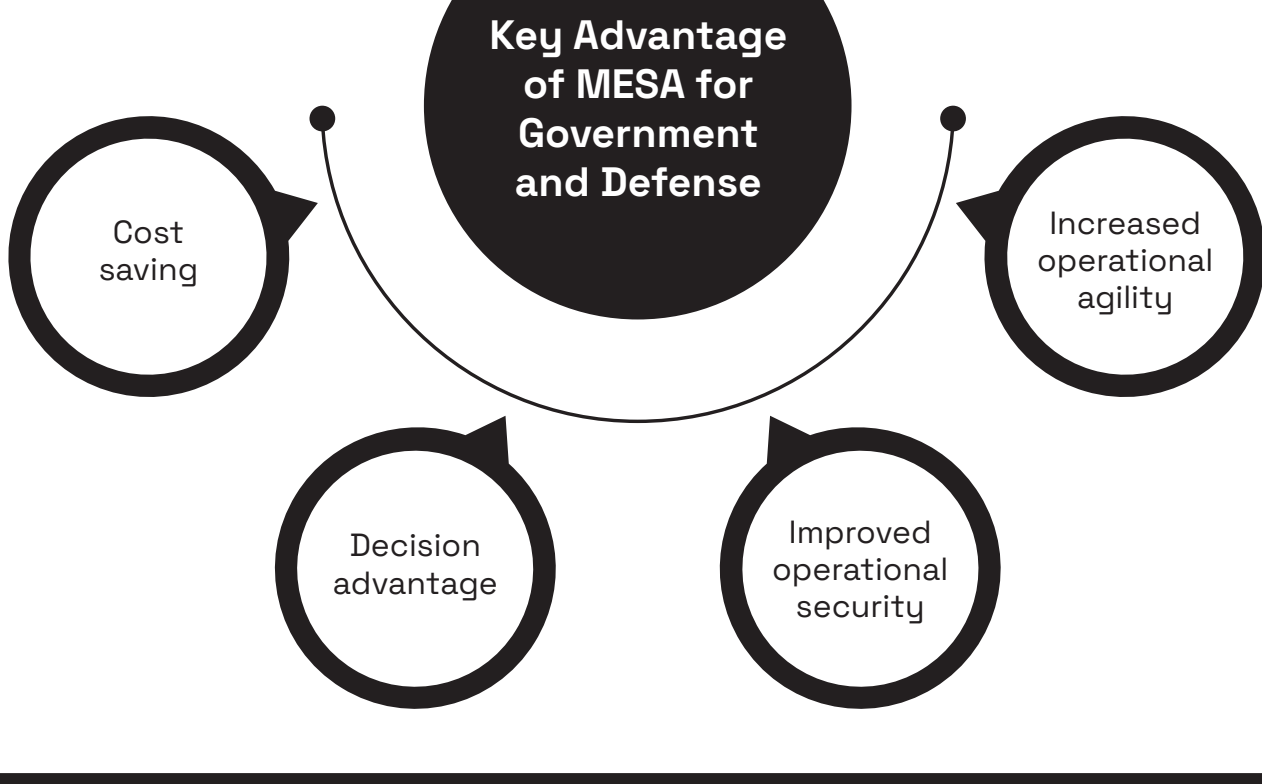 Key Advantage
of MESA for
Government
and Defense
Cost
saving
Decision
advantage
Improved
operational
security
Increased
operational
agility